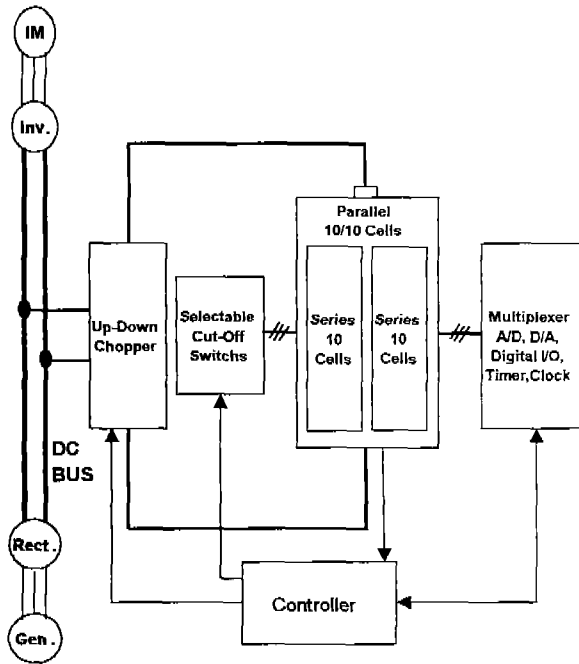 IM
Inv.
Parallel
10/10 Cells
Up-Down
Chopper
Selectable
Cut-Off
Switchs
Series
10
Cells
Series
10
Cells
Multiplexer
A/D, D/A,
Digital I/O,
Timer,Clock
DC
BUS
Rect.
Controller
Gen.